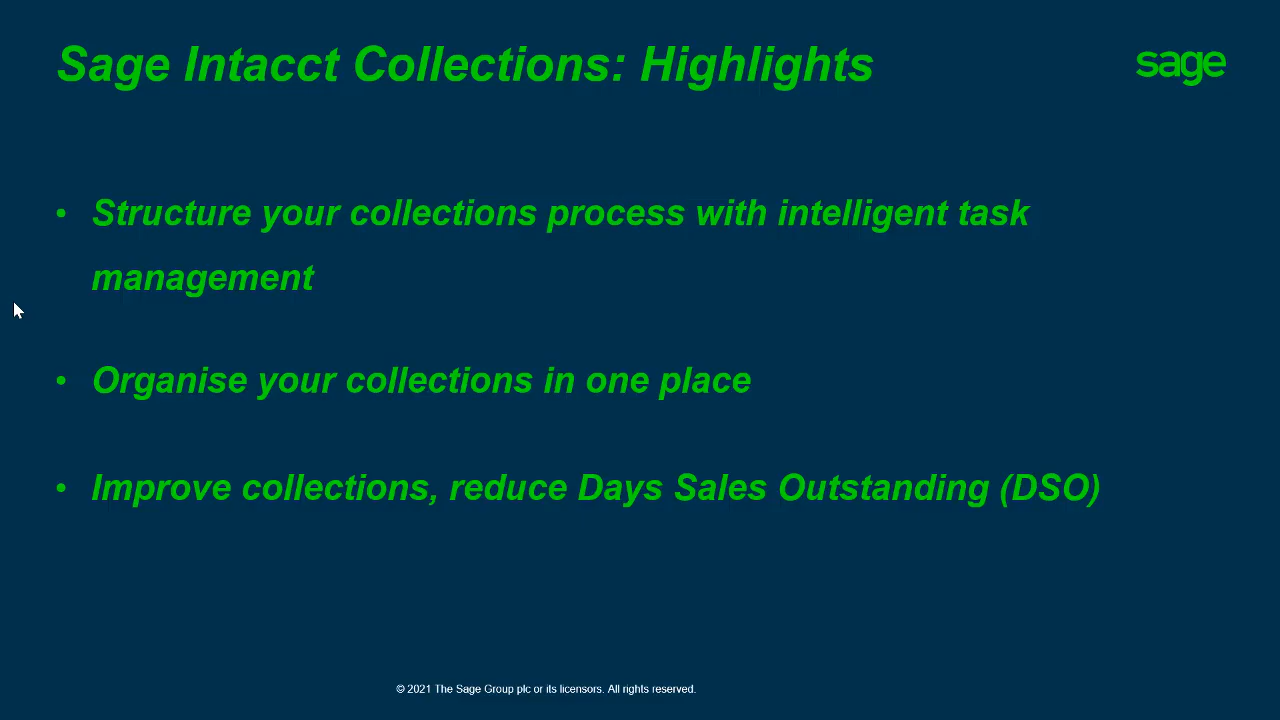 Sage Intacct Collections: Highlights
sage
• Structure your collections process with intelligent task
management
• Organise your collections in one place
• Improve collections, reduce Days Sales Outstanding (DSO)
© 2021 The Sage Group plc or its licensors. All rights reserved.